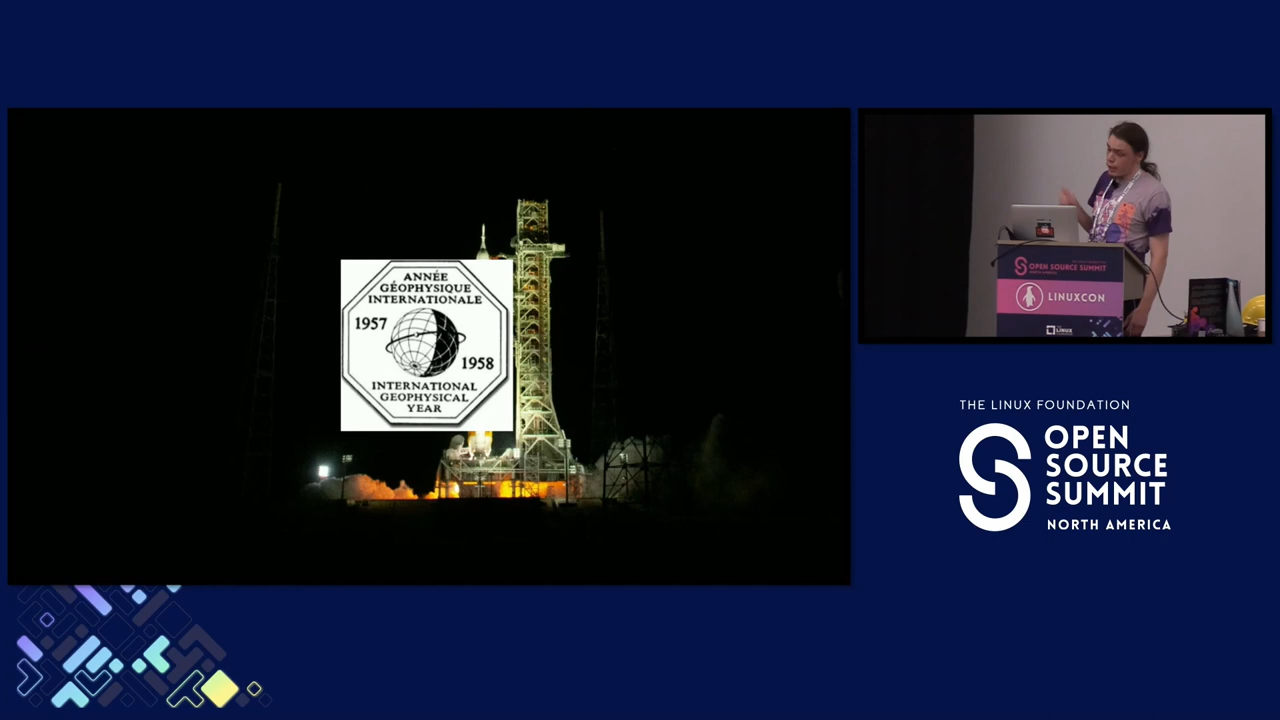 ANNÉE
GÉOPHYSIQUE
INTERNATIONALE
1957
1958
INTERNATIONAL
GEOPHYSICAL
YEAR
OPEN SOURCE SUMMIT
LINUXCON
LINUX
THE LINUX FOUNDATION
OPEN
SOURCE
SUMMIT
NORTH AMERICA